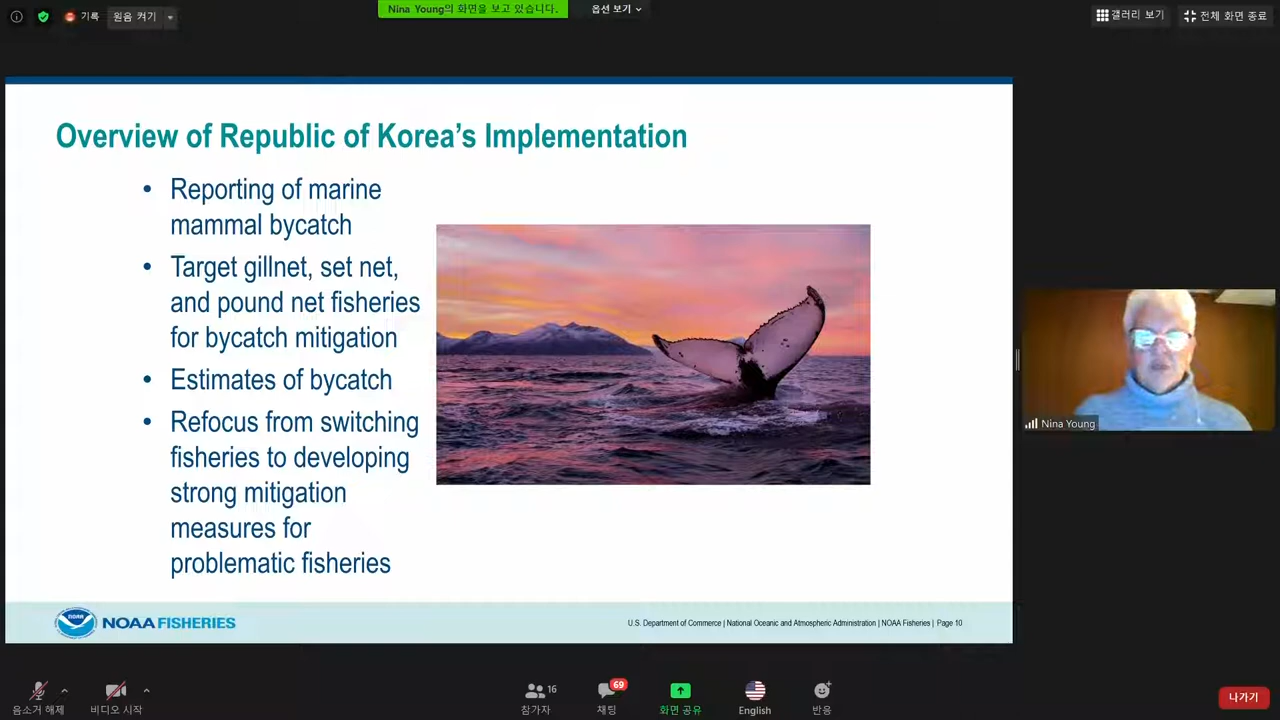 기록
원음 켜기
Nina Young의 화면을 보고 있습니다.
옵션 보기
갤러리 보기
전체 화면 종료
Overview of Republic of Korea's Implementation
• Reporting of marine
mammal bycatch
• Target gillnet, set net,
and pound net fisheries
for bycatch mitigation
• Estimates of bycatch
• Refocus from switching
fisheries to developing
strong mitigation
measures for
problematic fisheries
Nina Young
NOAA
NOAA FISHERIES
U.S. Department of Commerce | National Oceanic and Atmospheric Administration | NOAA Fisheries | Page 10
음소거 해제
비디오 시작
16
참가자
69
채팅
화면 공유
English
반응
나가기